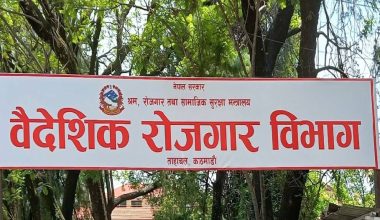 नेपाल सरकार
श्रम, रोजगार तथा सामाजिक सुरक्षा मन्त्रालय
वैदेशिक रोजगार विभाग
ताहाचल, काठमाडौं